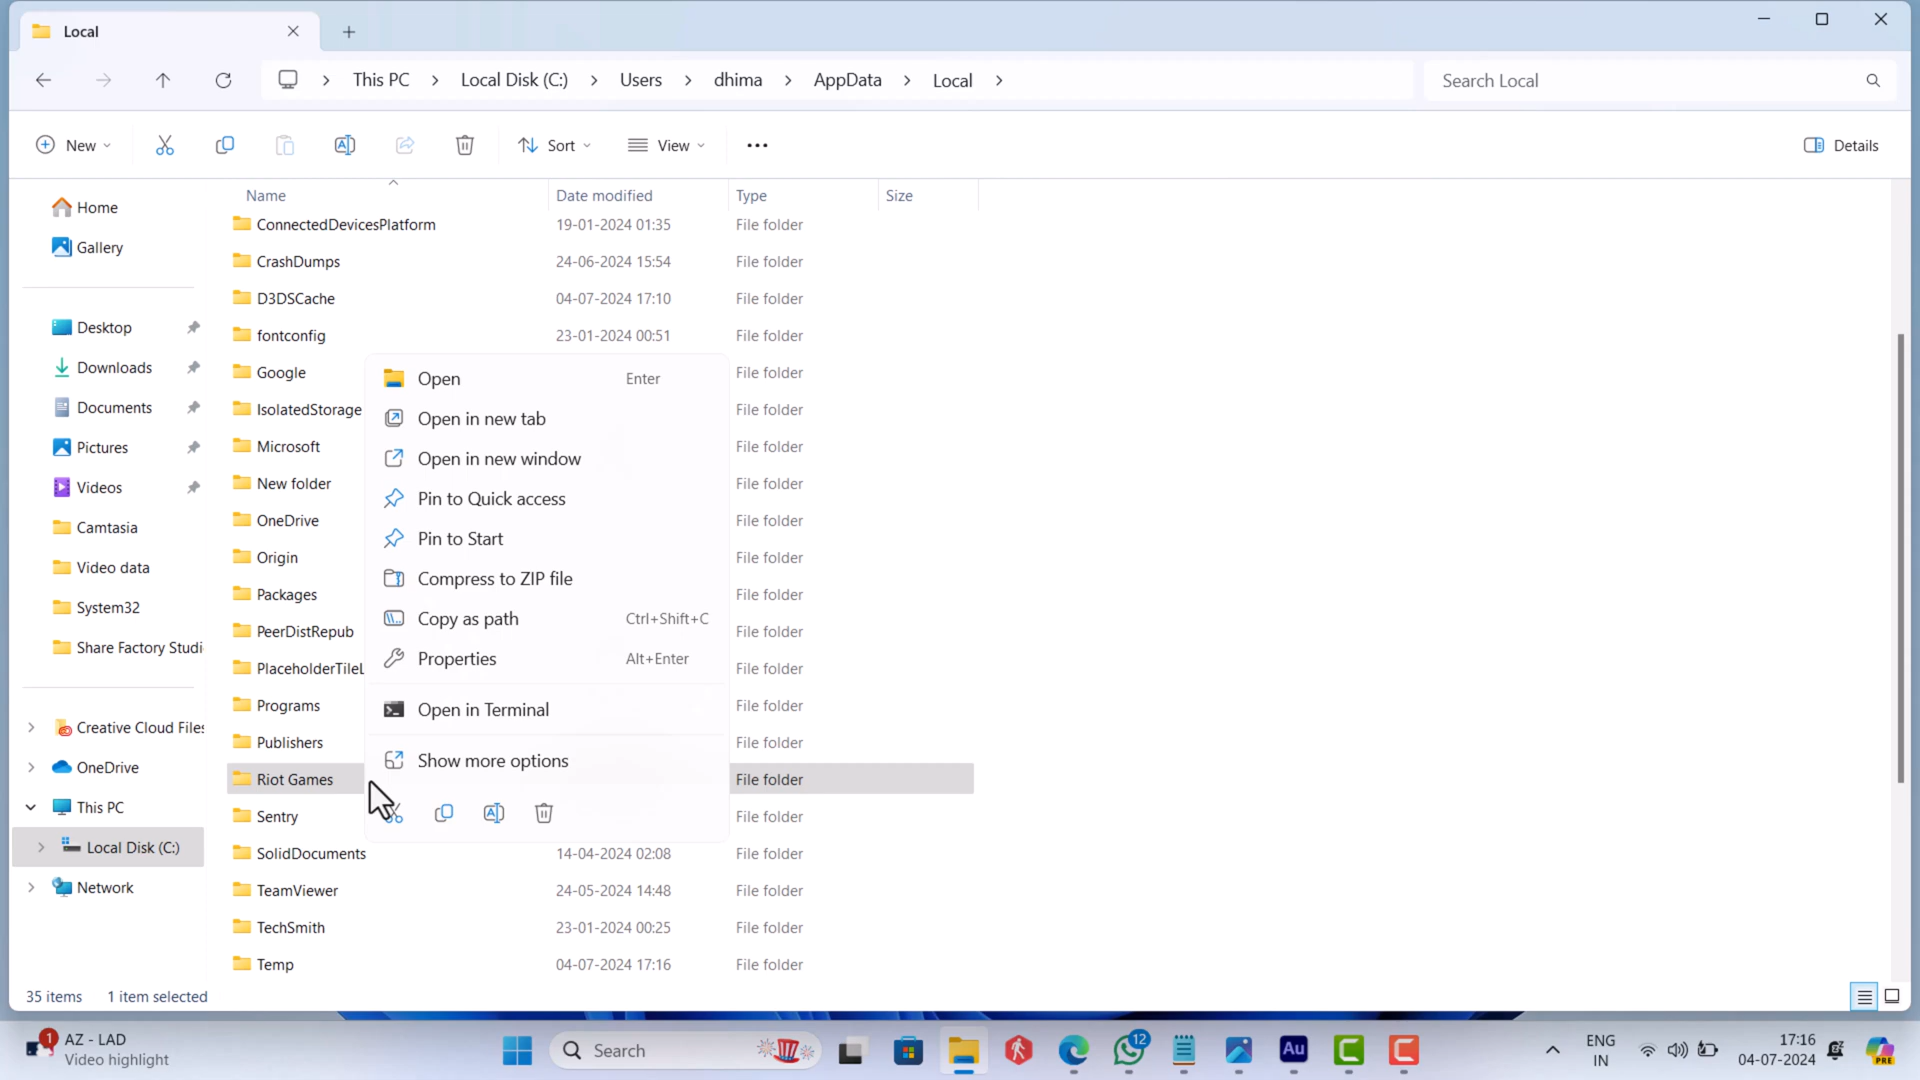 Local
This PC
Local Disk (C:)
Users
dhima
AppData
Local
Search Local
New
Sort
View
Details
Name
Date modified
Type
Size
Home
Gallery
Desktop
Downloads
Documents
Pictures
Videos
Camtasia
Video data
System32
Share Factory Studi
Creative Cloud Files
OneDrive
This PC
Local Disk (C:)
Network
ConnectedDevicesPlatform 19-01-2024 01:35 File folder
CrashDumps 24-06-2024 15:54 File folder
D3DSCache 04-07-2024 17:10 File folder
fontconfig 23-01-2024 00:51 File folder
Google File folder
IsolatedStorage File folder
Microsoft File folder
New folder File folder
OneDrive File folder
Origin File folder
Packages File folder
PeerDistRepub File folder
PlaceholderTileL File folder
Programs File folder
Publishers File folder
Riot Games File folder
Sentry File folder
SolidDocuments 14-04-2024 02:08 File folder
TeamViewer 24-05-2024 14:48 File folder
TechSmith 23-01-2024 00:25 File folder
Temp 04-07-2024 17:16 File folder
Open Enter
Open in new tab
Open in new window
Pin to Quick access
Pin to Start
Compress to ZIP file
Copy as path Ctrl+Shift+C
Properties Alt+Enter
Open in Terminal
Show more options
35 items 1 item selected
1
AZ - LAD
Video highlight
Search
12
Au
ENG
IN
17:16
04-07-2024
PRE